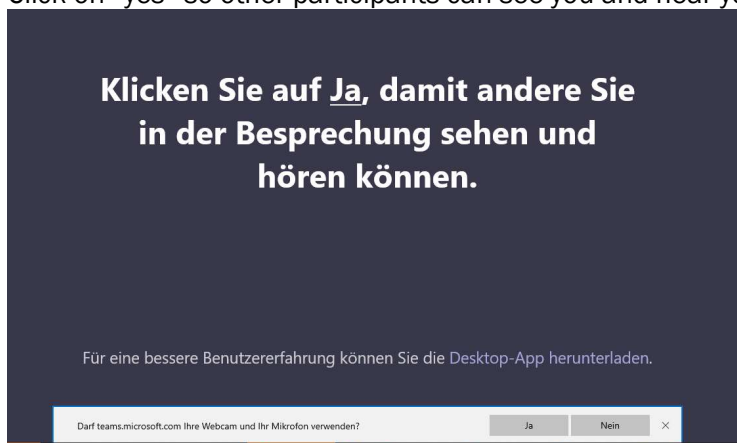 Click on "yes" so other participants can see you and hear yo
Klicken Sie auf Ja, damit andere Sie
in der Besprechung sehen und
hören können.
Für eine bessere Benutzererfahrung können Sie die Desktop-App herunterladen.
Darf teams.microsoft.com Ihre Webcam und Ihr Mikrofon verwenden? Ja Nein ×